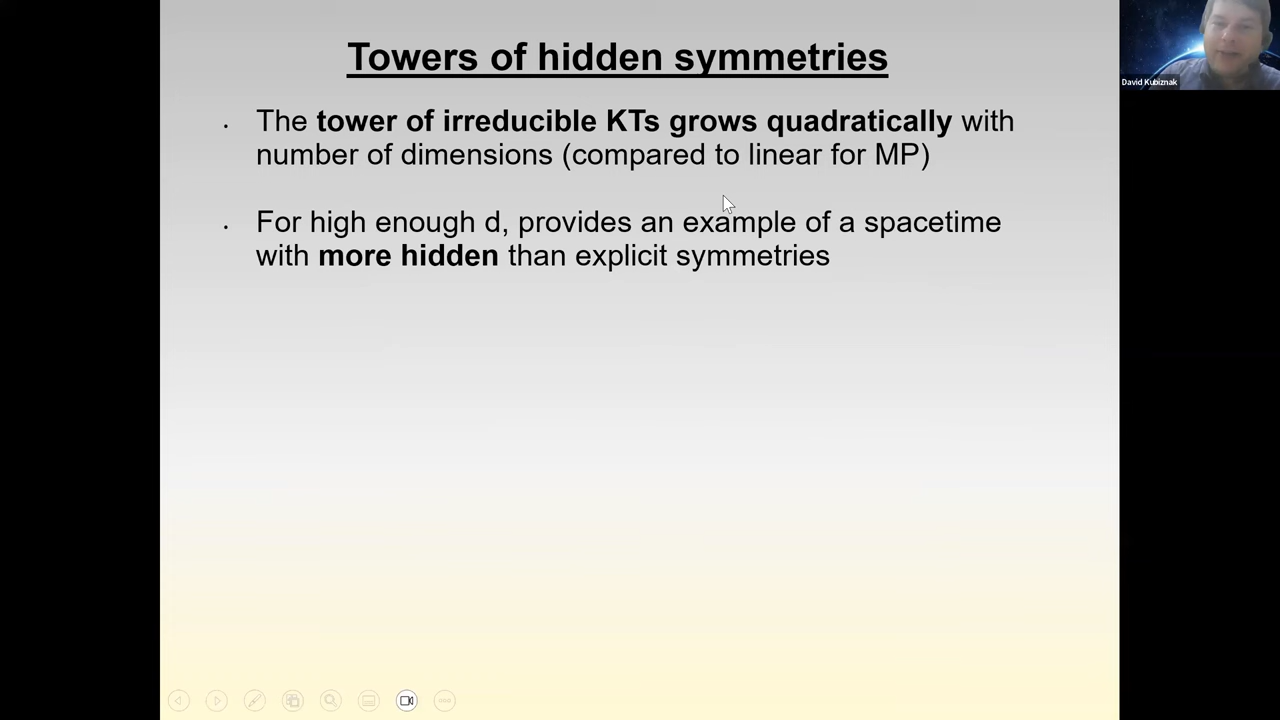 Towers of hidden symmetries
David Kubiznak
• The tower of irreducible KTs grows quadratically with
number of dimensions (compared to linear for MP)
• For high enough d, provides an example of a spacetime
with more hidden than explicit symmetries